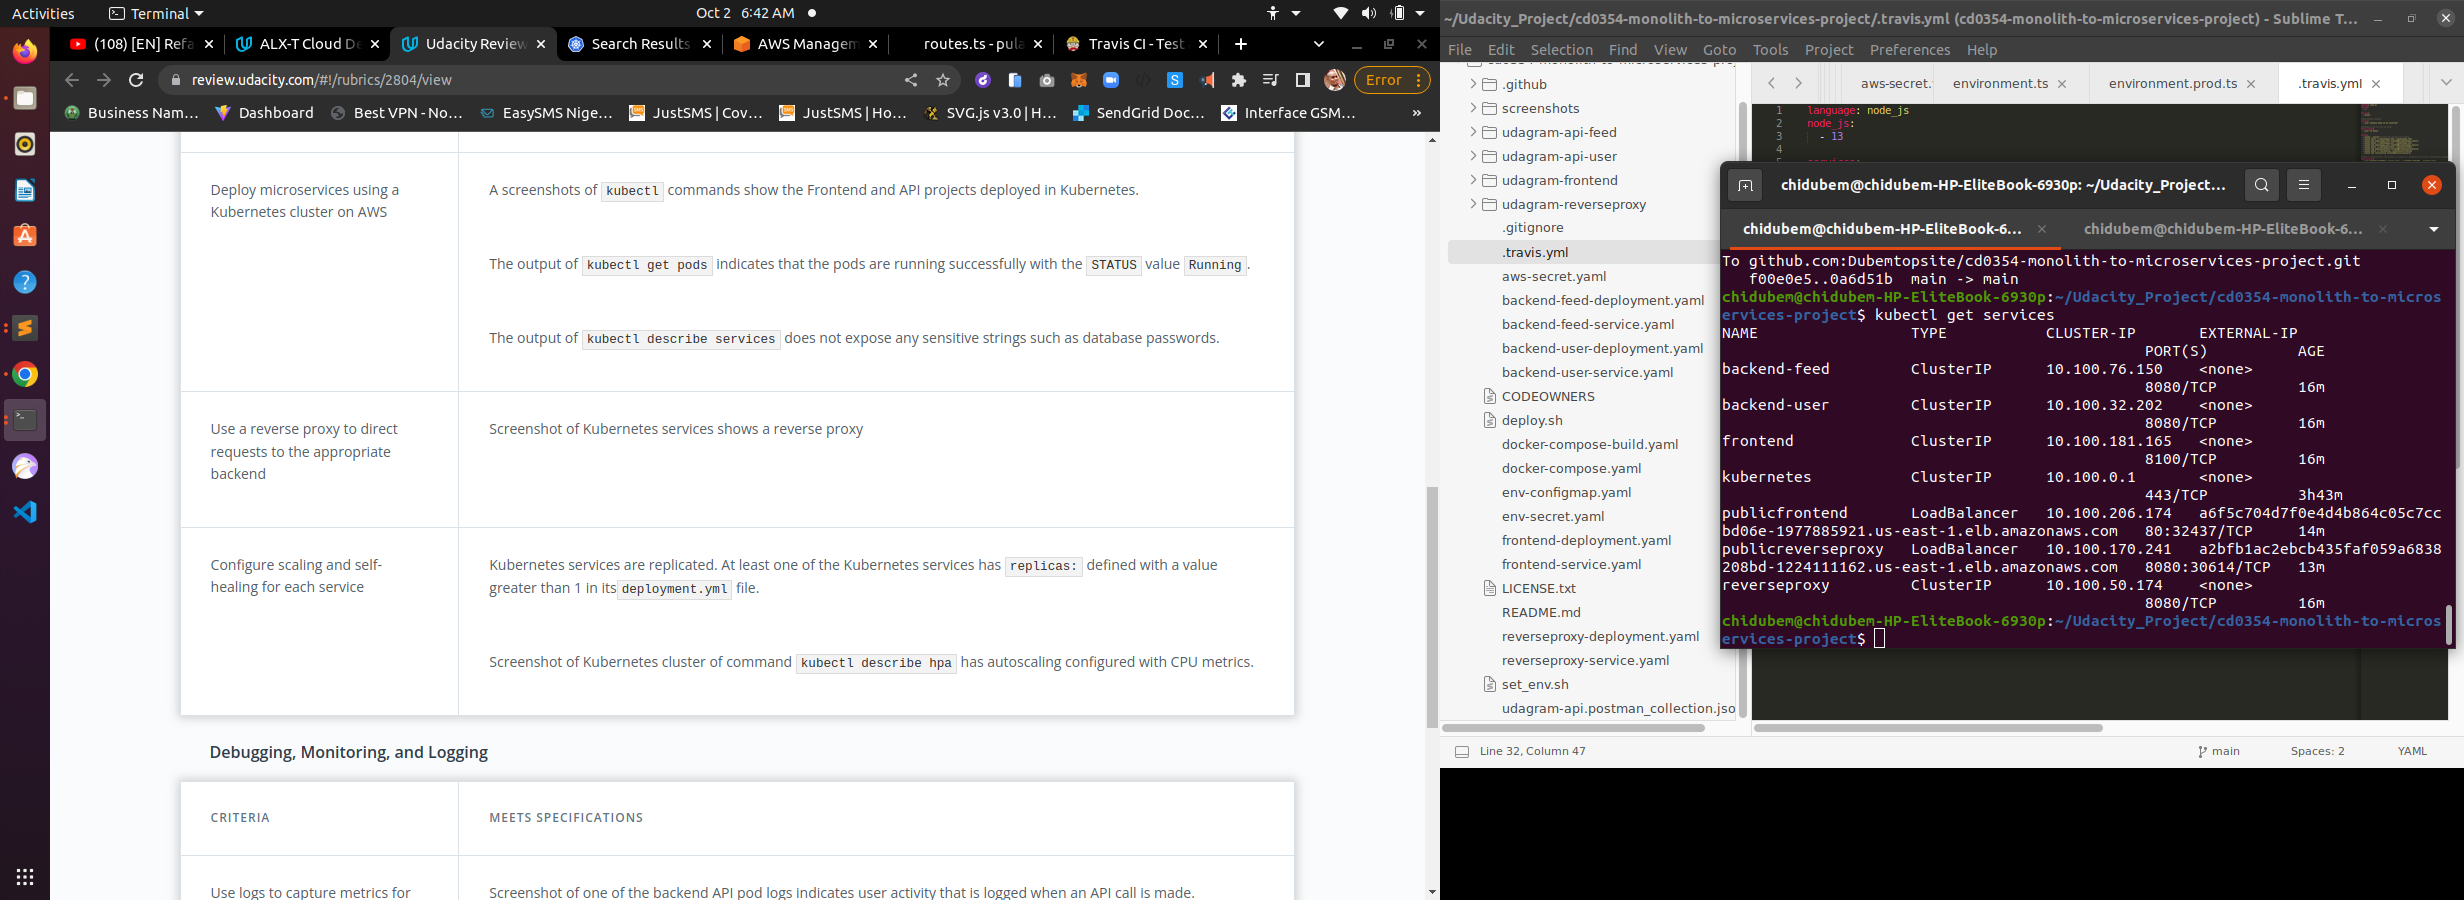 Activities
Terminal
Oct 2 6:42 AM
(108) [EN] Refa
ALX-T Cloud De
Udacity Review
Search Results
AWS Managem
routes.ts - pula
Travis CI - Test
review.udacity.com/#!/rubrics/2804/view
Error
Business Nam...
Dashboard
Best VPN - No...
EasySMS Nige...
JustSMS | Cov...
JustSMS | Ho...
SVG.js v3.0 | H...
SendGrid Doc...
Interface GSM...
»
Deploy microservices using a
Kubernetes cluster on AWS
A screenshots of kubectl commands show the Frontend and API projects deployed in Kubernetes.
The output of kubectl get pods indicates that the pods are running successfully with the STATUS value Running.
The output of kubectl describe services does not expose any sensitive strings such as database passwords.
Use a reverse proxy to direct
requests to the appropriate
backend
Screenshot of Kubernetes services shows a reverse proxy
Configure scaling and self-
healing for each service
Kubernetes services are replicated. At least one of the Kubernetes services has replicas: defined with a value
greater than 1 in its deployment.yml file.
Screenshot of Kubernetes cluster of command kubectl describe hpa has autoscaling configured with CPU metrics.
Debugging, Monitoring, and Logging
CRITERIA
MEETS SPECIFICATIONS
Use logs to capture metrics for
Screenshot of one of the backend API pod logs indicates user activity that is logged when an API call is made.
~/Udacity_Project/cd0354-monolith-to-microservices-project/.travis.yml (cd0354-monolith-to-microservices-project) - Sublime T...
File Edit Selection Find View Goto Tools Project Preferences Help
.github
screenshots
udagram-api-feed
udagram-api-user
udagram-frontend
udagram-reverseproxy
.gitignore
.travis.yml
aws-secret.yaml
backend-feed-deployment.yaml
backend-feed-service.yaml
backend-user-deployment.yaml
backend-user-service.yaml
CODEOWNERS
deploy.sh
docker-compose-build.yaml
docker-compose.yaml
env-configmap.yaml
env-secret.yaml
frontend-deployment.yaml
frontend-service.yaml
LICENSE.txt
README.md
reverseproxy-deployment.yaml
reverseproxy-service.yaml
set_env.sh
udagram-api.postman_collection.jso
aws-secret.
environment.ts
environment.prod.ts
.travis.yml
1 language: node_js
2 node_js:
3 - 13
4
chidubem@chidubem-HP-EliteBook-6930p: ~/Udacity_Project...
chidubem@chidubem-HP-EliteBook-6...
chidubem@chidubem-HP-EliteBook-6...
To github.com:Dubemtopsite/cd0354-monolith-to-microservices-project.git
f00e0e5..0a6d51b main -> main
chidubem@chidubem-HP-EliteBook-6930p:~/Udacity_Project/cd0354-monolith-to-micros
ervices-project$ kubectl get services
NAME TYPE CLUSTER-IP EXTERNAL-IP
PORT(S) AGE
backend-feed ClusterIP 10.100.76.150 <none>
8080/TCP 16m
backend-user ClusterIP 10.100.32.202 <none>
8080/TCP 16m
frontend ClusterIP 10.100.181.165 <none>
8100/TCP 16m
kubernetes ClusterIP 10.100.0.1 <none>
443/TCP 3h43m
publicfrontend LoadBalancer 10.100.206.174 a6f5c704d7f0e4d4b864c05c7cc
bd06e-1977885921.us-east-1.elb.amazonaws.com 80:32437/TCP 14m
publicreverseproxy LoadBalancer 10.100.170.241 a2bfb1ac2ebcb435faf059a6838
208bd-1224111162.us-east-1.elb.amazonaws.com 8080:30614/TCP 13m
reverseproxy ClusterIP 10.100.50.174 <none>
8080/TCP 16m
chidubem@chidubem-HP-EliteBook-6930p:~/Udacity_Project/cd0354-monolith-to-micros
ervices-project$
Line 32, Column 47
main
Spaces: 2
YAML